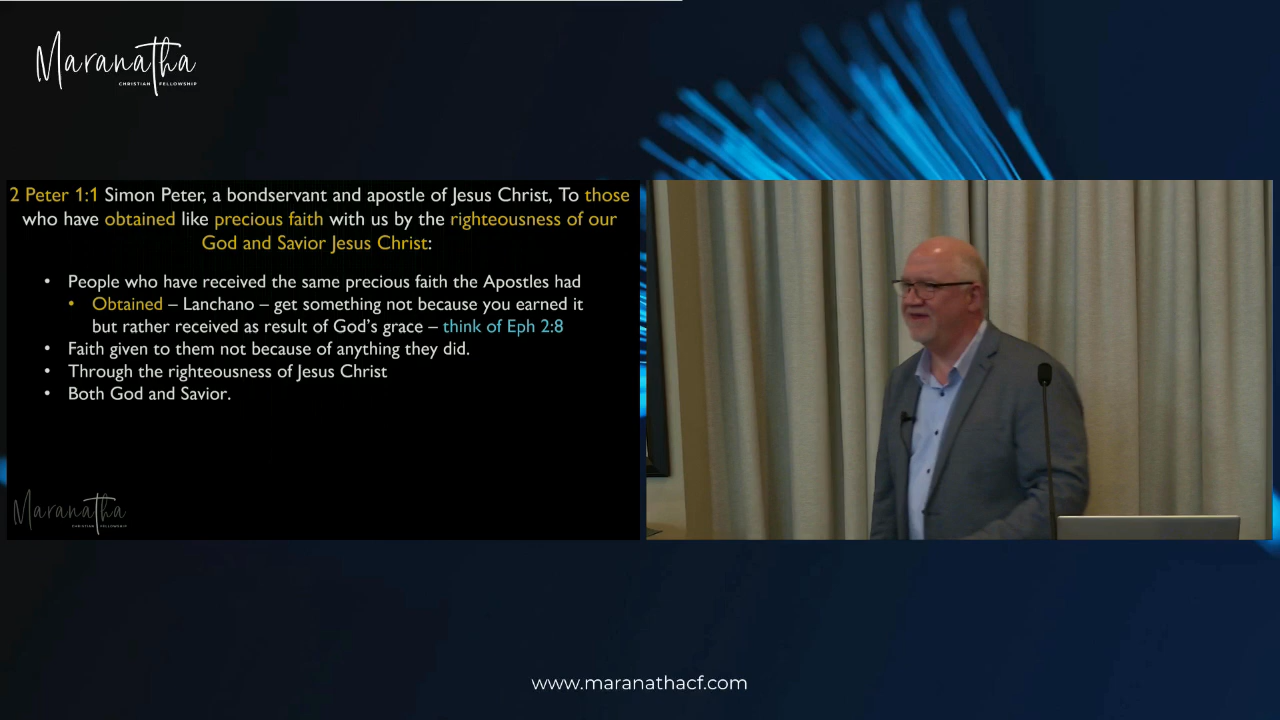 Maranatha
CHRISTIAN FELLOWSHIP
2 Peter 1:1 Simon Peter, a bondservant and apostle of Jesus Christ, To those
who have obtained like precious faith with us by the righteousness of our
God and Savior Jesus Christ:
• People who have received the same precious faith the Apostles had
• Obtained – Lanchano – get something not because you earned it
but rather received as result of God's grace – think of Eph 2:8
• Faith given to them not because of anything they did.
• Through the righteousness of Jesus Christ
• Both God and Savior.
Maranatha
CHRISTIAN FELLOWSHIP
www.maranathacf.com